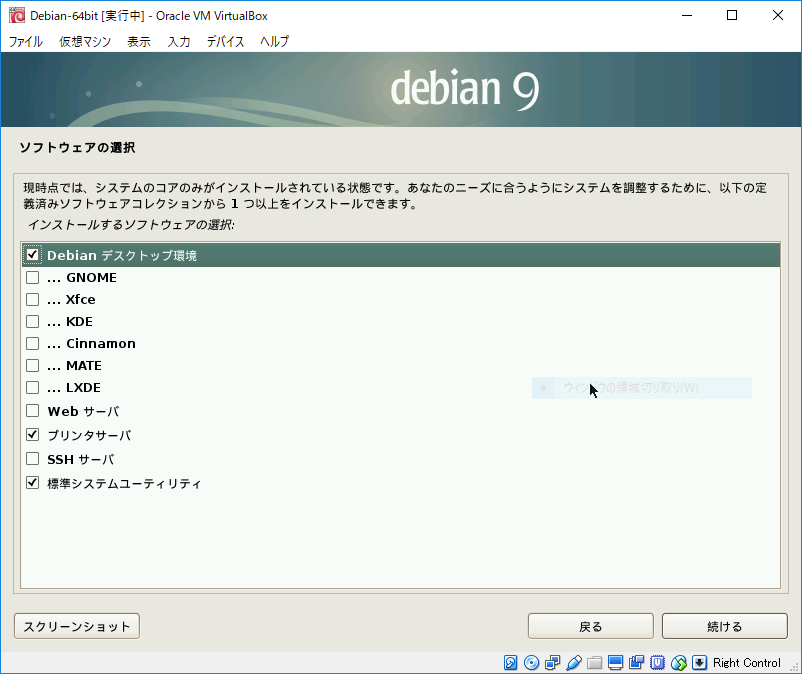 Debian-64bit [実行中] - Oracle VM VirtualBox
ファイル 仮想マシン 表示 入力 デバイス ヘルプ
debian 9
ソフトウェアの選択
現時点では、システムのコアのみがインストールされている状態です。あなたのニーズに合うようにシステムを調整するために、以下の定
義済みソフトウェアコレクションから 1 つ以上をインストールできます。
インストールするソフトウェアの選択:
Debian デスクトップ環境
... GNOME
... Xfce
... KDE
... Cinnamon
... MATE
... LXDE
ウィンドウの領域切り取り(W)
Web サーバ
プリンタサーバ
SSH サーバ
標準システムユーティリティ
スクリーンショット 戻る 続ける
Right Control